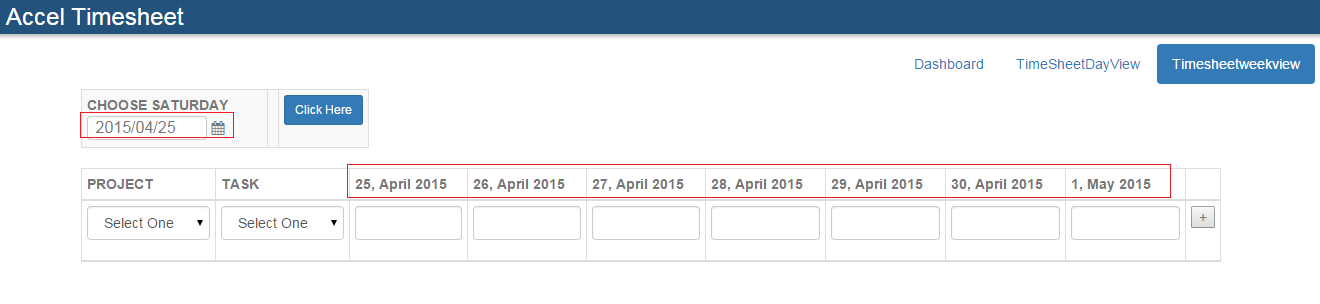 Accel Timesheet
Dashboard TimeSheetDayView Timesheetweekview
CHOOSE SATURDAY
2015/04/25
Click Here
PROJECT TASK 25, April 2015 26, April 2015 27, April 2015 28, April 2015 29, April 2015 30, April 2015 1, May 2015
Select One Select One +